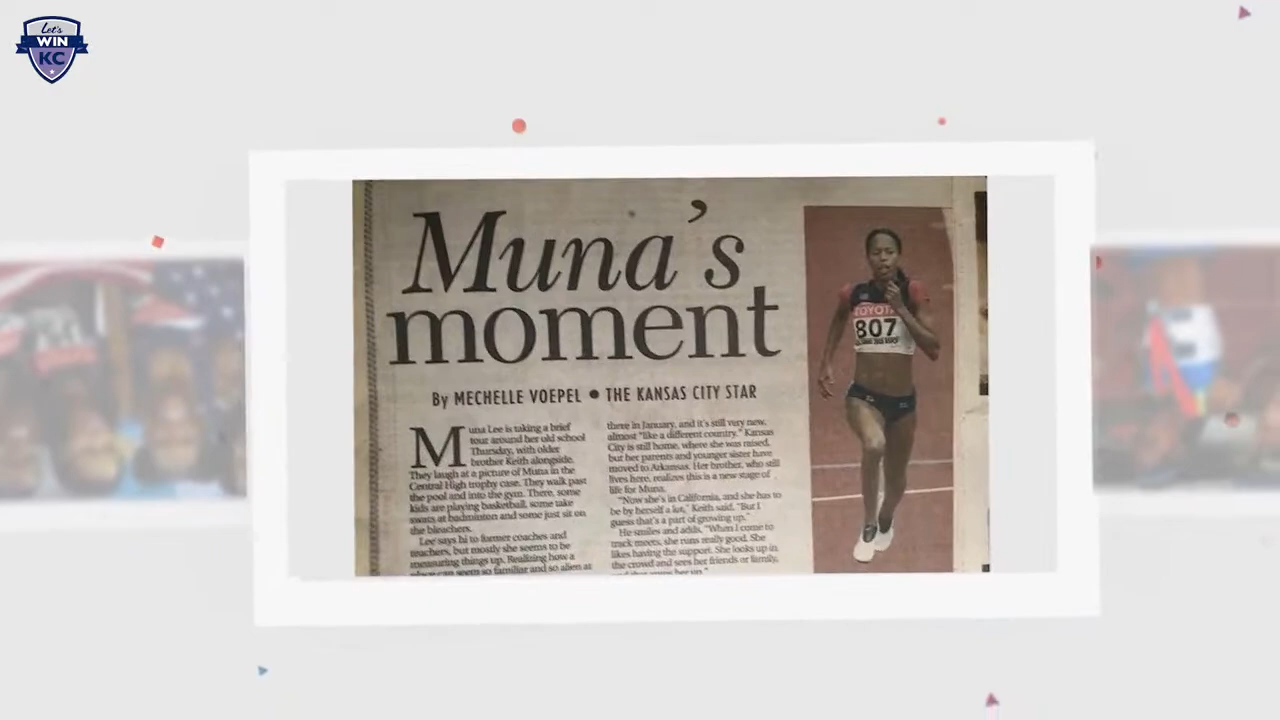 Let's
WIN
KC
Muna's
moment
By MECHELLE VOEPEL • THE KANSAS CITY STAR
Muna Lee is taking a brief
tour around her old school
Thursday, with older
brother Keith alongside.
They laugh at a picture of Muna in the
Central High trophy case. They walk past
the pool and into the gym. There, some
kids are playing basketball, some take
swats at badminton and some just sit on
the bleachers.
Lee says hi to former coaches and
teachers, but mostly she seems to be
measuring things up. Realizing how a
place can seem so familiar and so alien at
there in January, and it's still very new,
almost "like a different country." Kansas
City is still home, where she was raised,
but her parents and younger sister have
moved to Arkansas. Her brother, who still
lives here, realizes this is a new stage of
life for Muna.
"Now she's in California, and she has to
be by herself a lot," Keith said. "But I
guess that's a part of growing up."
He smiles and adds, "When I come to
track meets, she runs really good. She
likes having the support. She looks up in
the crowd and sees her friends or family,
TOYOTA
807